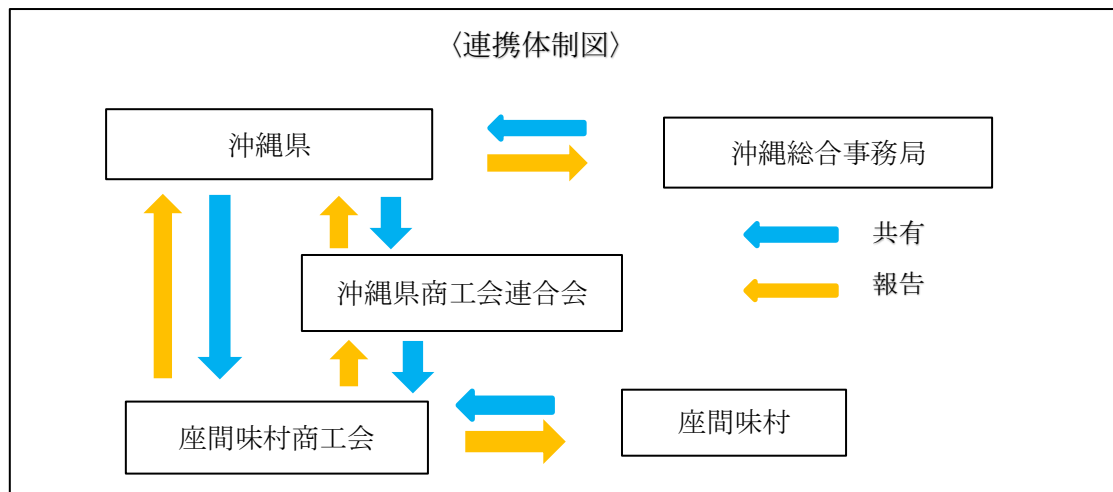 〈連携体制図〉
沖縄県
沖縄総合事務局
共有
沖縄県商工会連合会
報告
座間味村商工会
座間味村